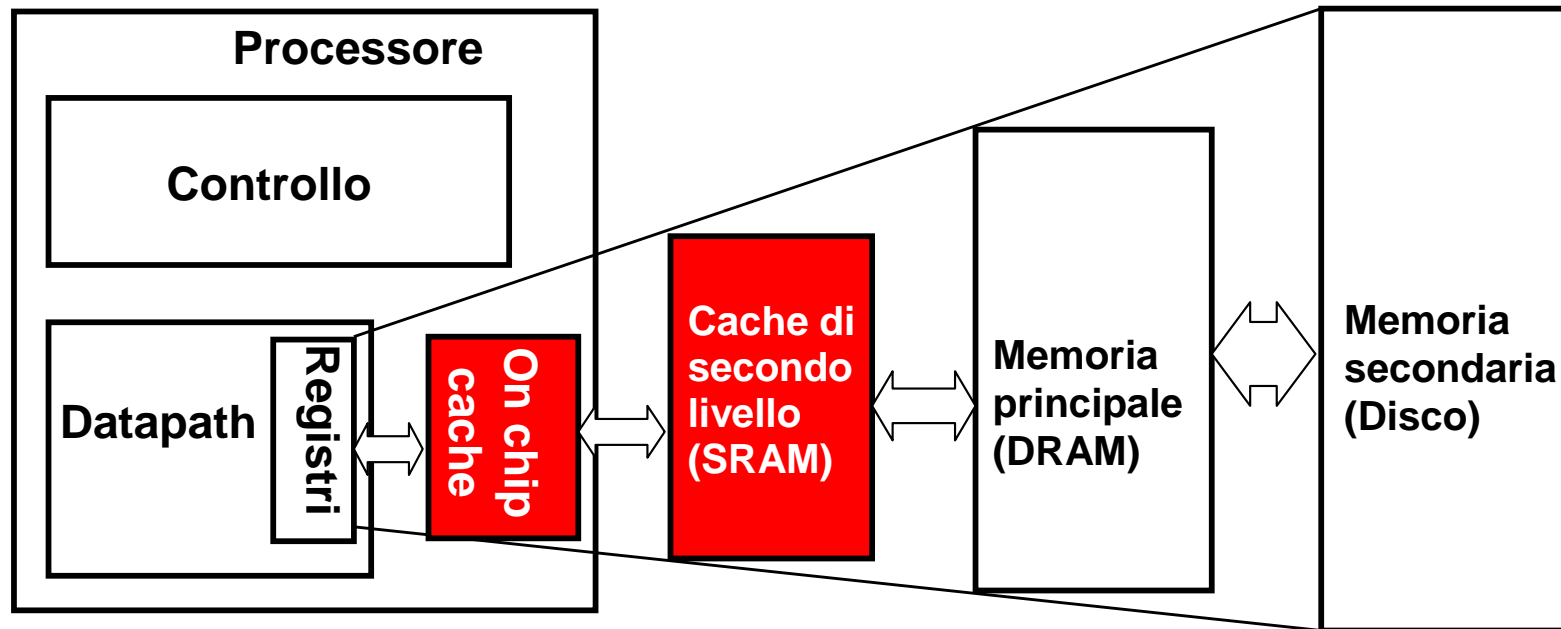 Processore
Controllo
Datapath
Registri
On chip
cache
Cache di
secondo
livello
(SRAM)
Memoria
principale
(DRAM)
Memoria
secondaria
(Disco)